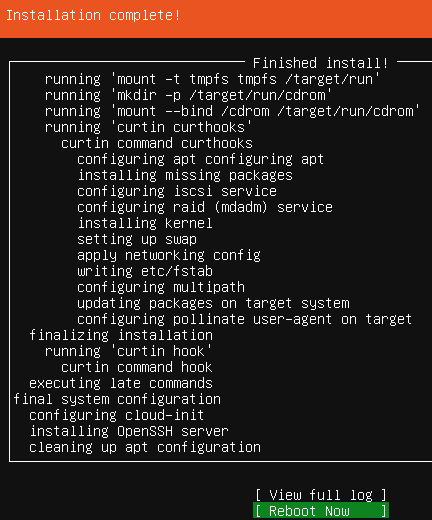 Installation complete!
Finished install!
running 'mount -t tmpfs tmpfs /target/run'
running 'mkdir -p /target/run/cdrom'
running 'mount --bind /cdrom /target/run/cdrom'
running 'curtin curthooks'
curtin command curthooks
configuring apt configuring apt
installing missing packages
configuring iscsi service
configuring raid (mdadm) service
installing kernel
setting up swap
apply networking config
writing etc/fstab
configuring multipath
updating packages on target system
configuring pollinate user-agent on target
finalizing installation
running 'curtin hook'
curtin command hook
executing late commands
final system configuration
configuring cloud-init
installing OpenSSH server
cleaning up apt configuration
[ View full log ]
[ Reboot Now ]